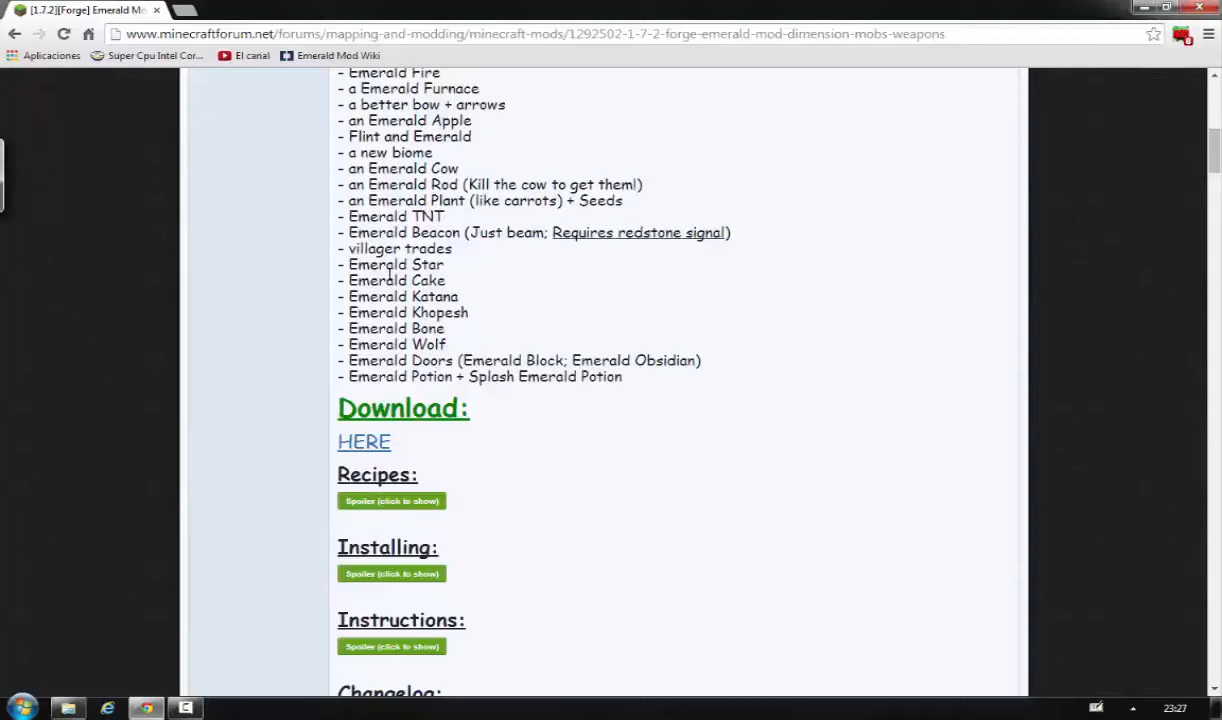 [1.7.2][Forge] Emerald Mo
www.minecraftforum.net/forums/mapping-and-modding/minecraft-mods/1292502-1-7-2-forge-emerald-mod-dimension-mobs-weapons
Aplicaciones Super Cpu Intel Cor... El canal Emerald Mod Wiki
- Emerald Fire
- a Emerald Furnace
- a better bow + arrows
- an Emerald Apple
- Flint and Emerald
- a new biome
- an Emerald Cow
- an Emerald Rod (Kill the cow to get them!)
- an Emerald Plant (like carrots) + Seeds
- Emerald TNT
- Emerald Beacon (Just beam; Requires redstone signal)
- villager trades
- Emerald Star
- Emerald Cake
- Emerald Katana
- Emerald Khopesh
- Emerald Bone
- Emerald Wolf
- Emerald Doors (Emerald Block; Emerald Obsidian)
- Emerald Potion + Splash Emerald Potion
Download:
HERE
Recipes:
Spoiler (click to show)
Installing:
Spoiler (click to show)
Instructions:
Spoiler (click to show)
Changelog:
23:27